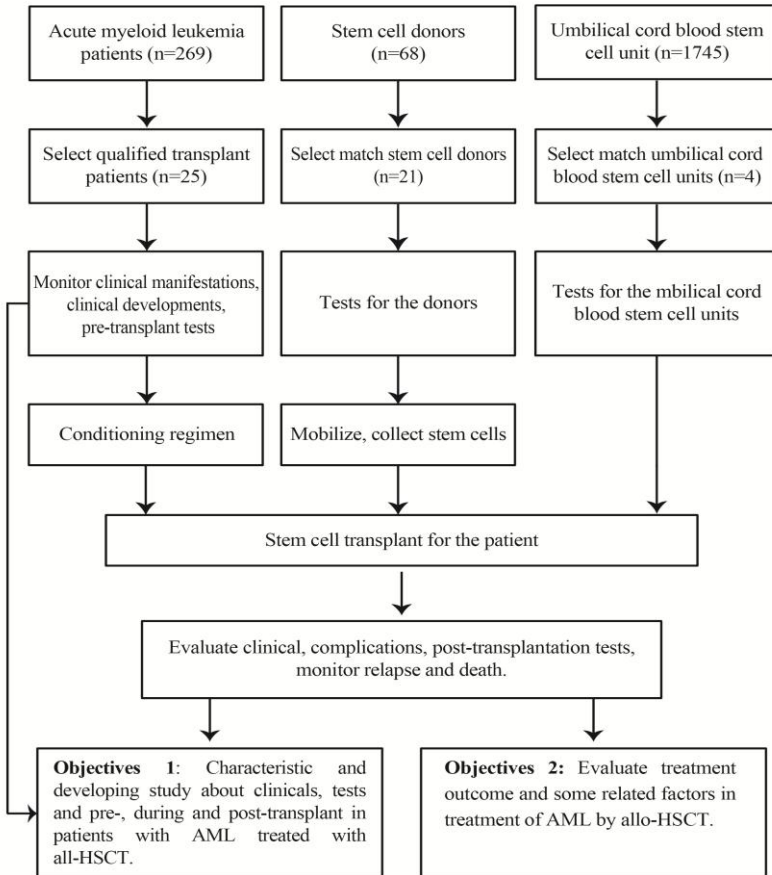 Acute myeloid leukemia
patients (n=269)
Stem cell donors
(n=68)
Umbilical cord blood stem
cell unit (n=1745)
Select qualified transplant
patients (n=25)
Select match stem cell donors
(n=21)
Select match umbilical cord
blood stem cell units (n=4)
Monitor clinical manifestations,
clinical developments,
pre-transplant tests
Tests for the donors
Tests for the mbilical cord
blood stem cell units
Conditioning regimen
Mobilize, collect stem cells
Stem cell transplant for the patient
Evaluate clinical, complications, post-transplantation tests,
monitor relapse and death.
Objectives 1: Characteristic and
developing study about clinicals, tests
and pre-, during and post-transplant in
patients with AML treated with
all-HSCT.
Objectives 2: Evaluate treatment
outcome and some related factors in
treatment of AML by allo-HSCT.